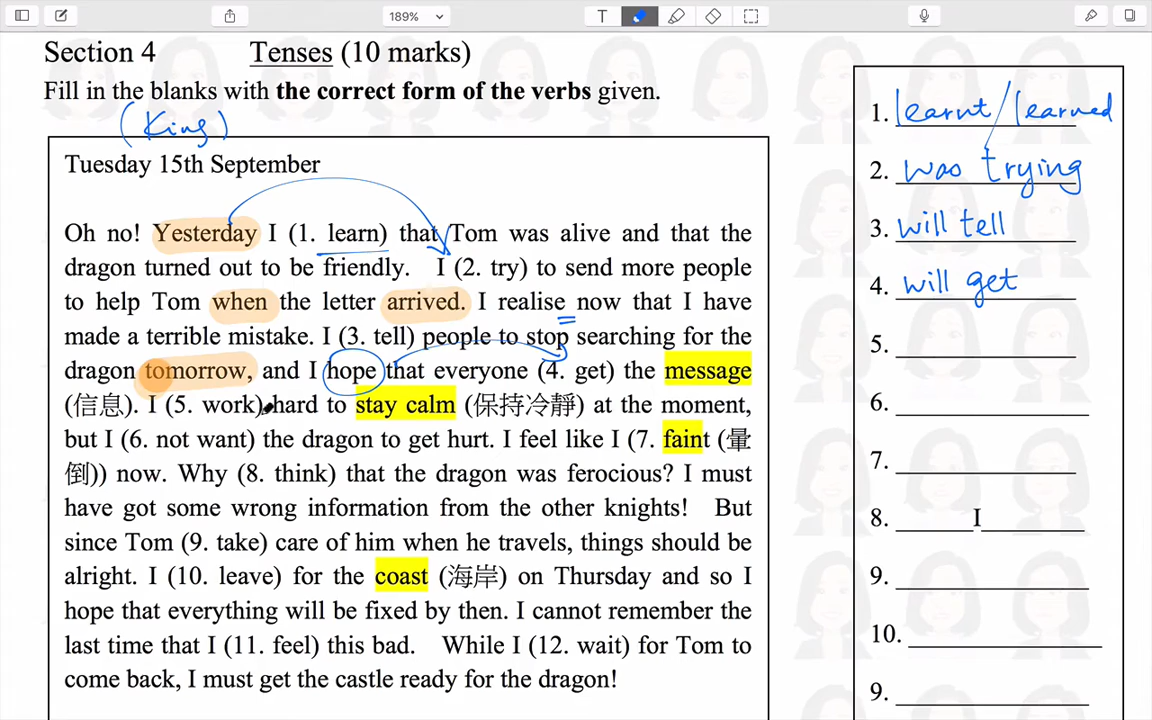 189%
T
Section 4 Tenses (10 marks)
Fill in the blanks with the correct form of the verbs given.
(King)
Tuesday 15th September
Oh no! Yesterday I (1. learn) that Tom was alive and that the
dragon turned out to be friendly. I (2. try) to send more people
to help Tom when the letter arrived. I realise now that I have
made a terrible mistake. I (3. tell) people to stop searching for the
dragon tomorrow, and I hope that everyone (4. get) the message
(信息). I (5. work) hard to stay calm (保持冷靜) at the moment,
but I (6. not want) the dragon to get hurt. I feel like I (7. faint (暈
倒)) now. Why (8. think) that the dragon was ferocious? I must
have got some wrong information from the other knights! But
since Tom (9. take) care of him when he travels, things should be
alright. I (10. leave) for the coast (海岸) on Thursday and so I
hope that everything will be fixed by then. I cannot remember the
last time that I (11. feel) this bad. While I (12. wait) for Tom to
come back, I must get the castle ready for the dragon!
1. learnt / learned
2. was trying
3. will tell
4. will get
5.
6.
7.
8. I
9.
10.
9.